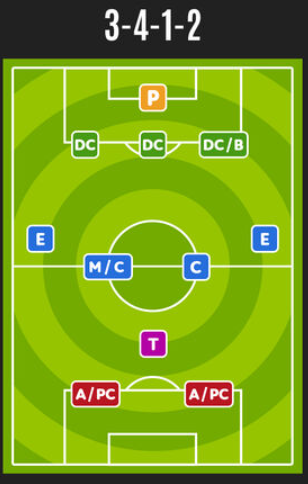 3-4-1-2
P
DC DC DC/B
E E
M/C C
T
A/PC A/PC